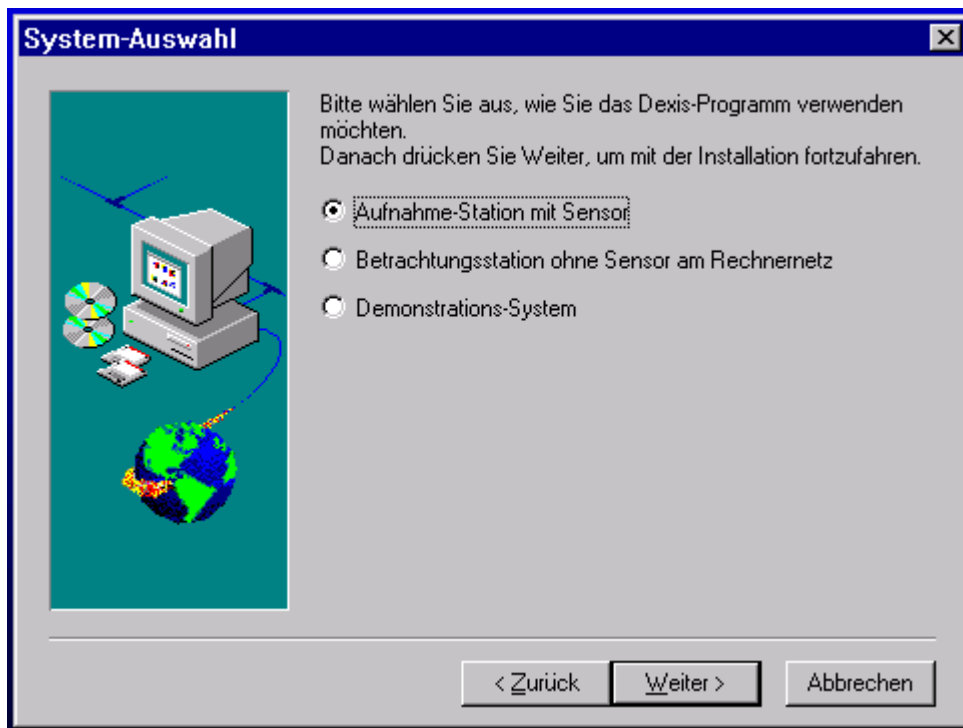 System-Auswahl
Bitte wählen Sie aus, wie Sie das Dexis-Programm verwenden
möchten.
Danach drücken Sie Weiter, um mit der Installation fortzufahren.
Aufnahme-Station mit Sensor
Betrachtungsstation ohne Sensor am Rechnernetz
Demonstrations-System
< Zurück
Weiter >
Abbrechen